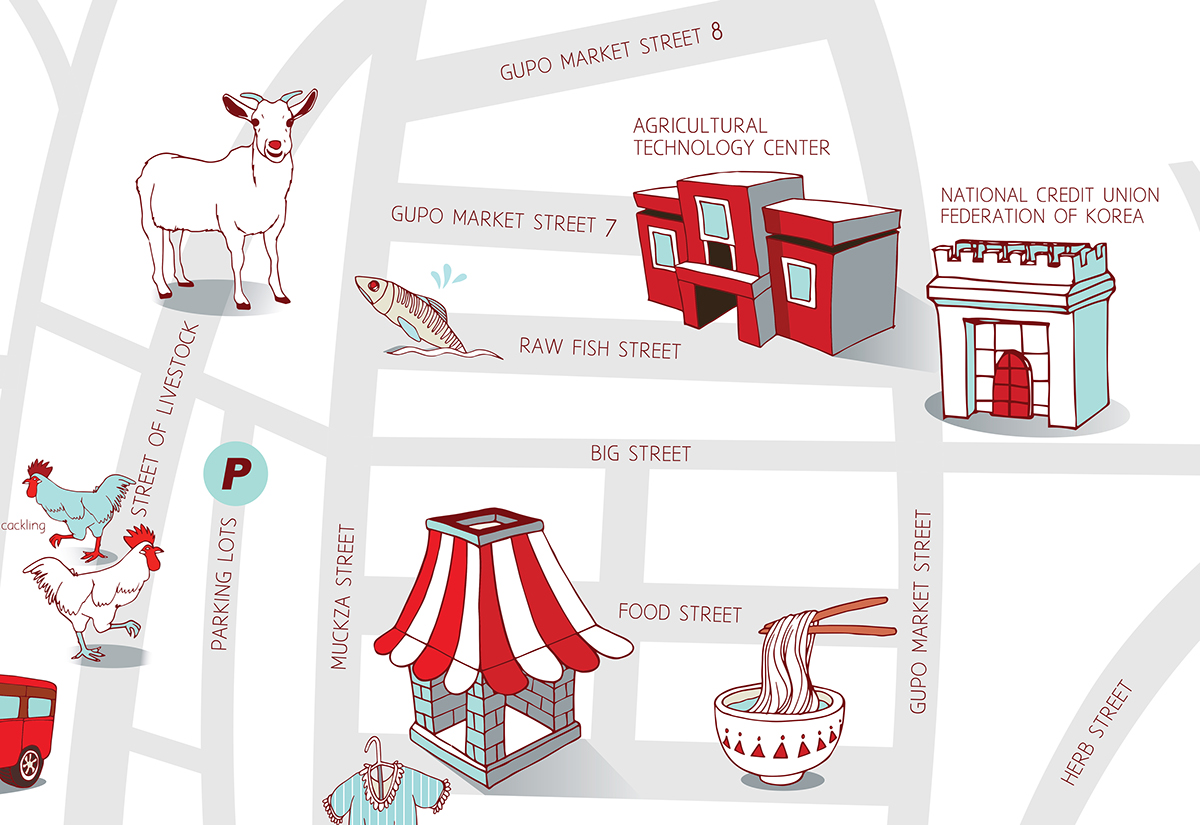 GUPO MARKET STREET 8
AGRICULTURAL
TECHNOLOGY CENTER
NATIONAL CREDIT UNION
FEDERATION OF KOREA
GUPO MARKET STREET 7
RAW FISH STREET
STREET OF LIVESTOCK
BIG STREET
P
cackling
PARKING LOTS
MUCKZA STREET
FOOD STREET
GUPO MARKET STREET
HERB STREET